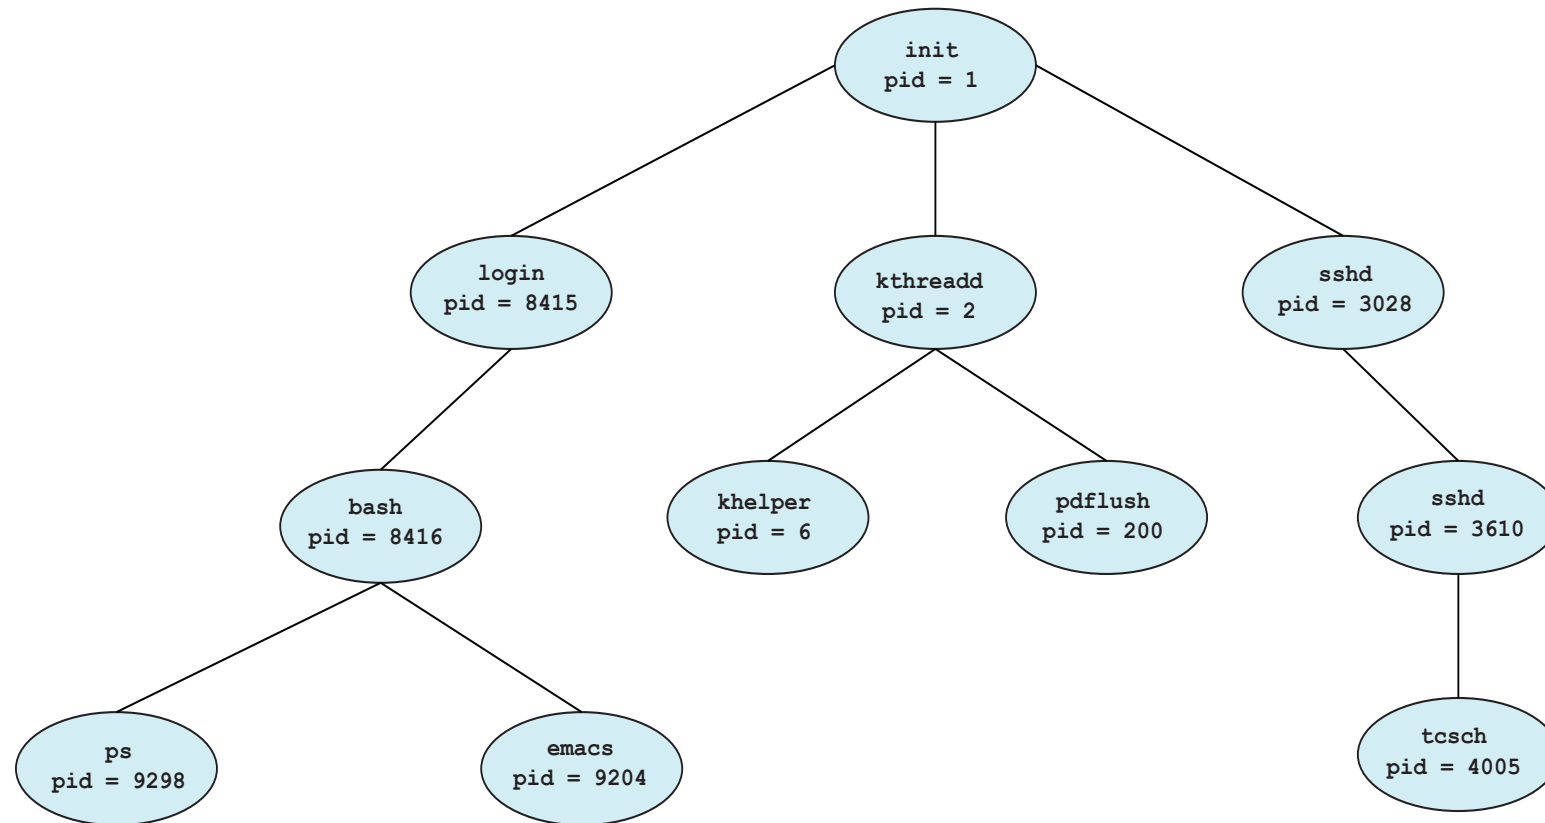 init
pid = 1
login
pid = 8415
kthreadd
pid = 2
sshd
pid = 3028
bash
pid = 8416
khelper
pid = 6
pdflush
pid = 200
sshd
pid = 3610
ps
pid = 9298
emacs
pid = 9204
tcsch
pid = 4005